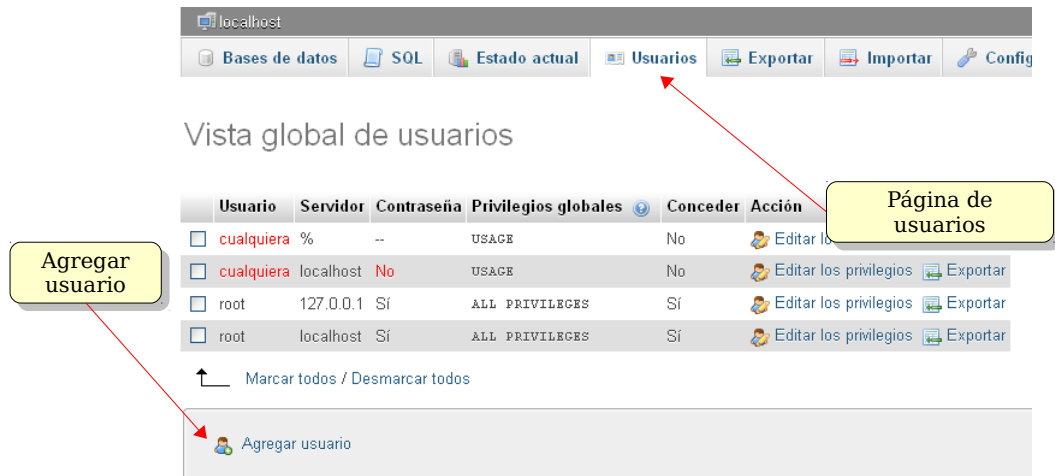 localhost
Bases de datos SQL Estado actual Usuarios Exportar Importar Config
Vista global de usuarios
Usuario Servidor Contraseña Privilegios globales Conceder Acción
Página de
usuarios
cualquiera % -- USAGE No Editar lo
Agregar
usuario
cualquiera localhost No USAGE No Editar los privilegios Exportar
root 127.0.0.1 Sí ALL PRIVILEGES Sí Editar los privilegios Exportar
root localhost Sí ALL PRIVILEGES Sí Editar los privilegios Exportar
Marcar todos / Desmarcar todos
Agregar usuario